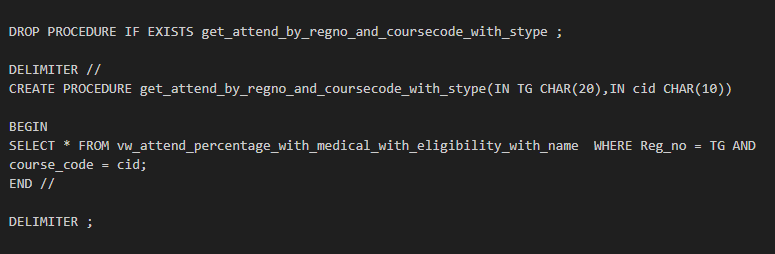 DROP PROCEDURE IF EXISTS get_attend_by_regno_and_coursecode_with_stype ;
DELIMITER //
CREATE PROCEDURE get_attend_by_regno_and_coursecode_with_stype(IN TG CHAR(20),IN cid CHAR(10))
BEGIN
SELECT * FROM vw_attend_percentage_with_medical_with_eligibility_with_name  WHERE Reg_no = TG AND
course_code = cid;
END //
DELIMITER ;